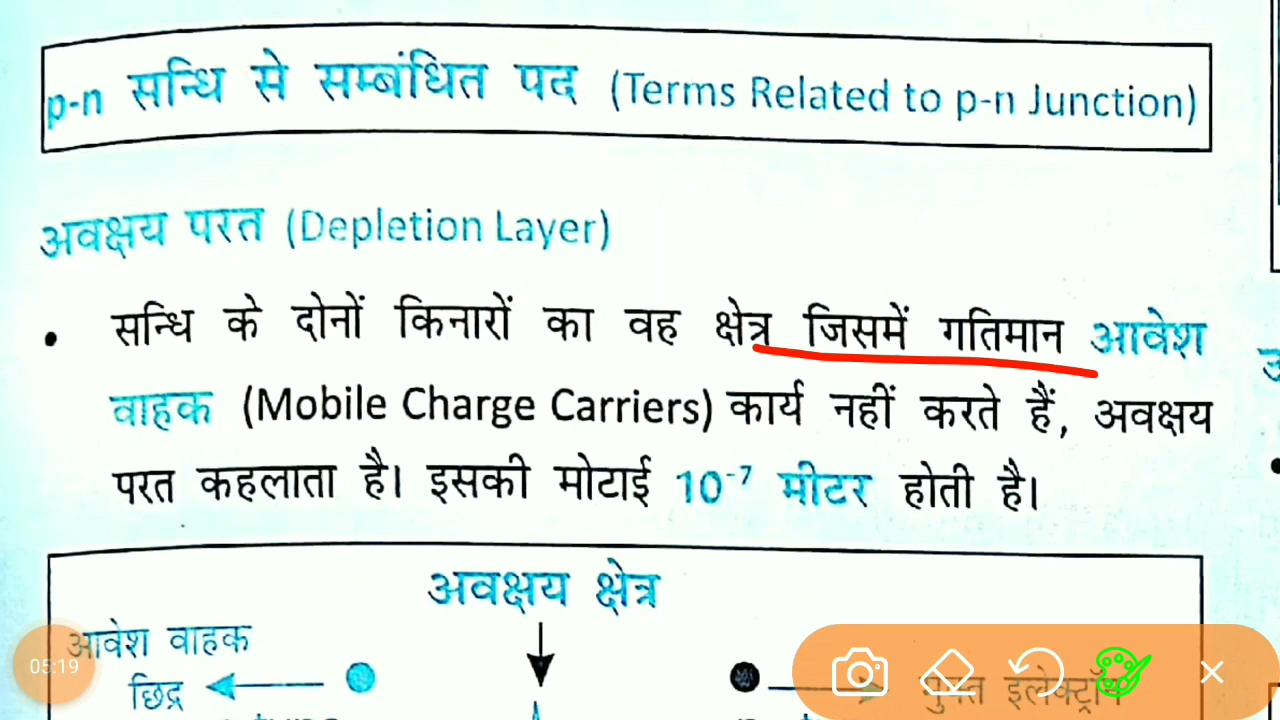 p-n सन्धि से सम्बंधित पद (Terms Related to p-n Junction)
अवक्षय परत (Depletion Layer)
• सन्धि के दोनों किनारों का वह क्षेत्र जिसमें गतिमान आवेश
वाहक (Mobile Charge Carriers) कार्य नहीं करते हैं, अवक्षय
परत कहलाता है। इसकी मोटाई 10⁻⁷ मीटर होती है।
अवक्षय क्षेत्र
आवेश वाहक
05:19
छिद्र
मुक्त इलेक्ट्रॉन